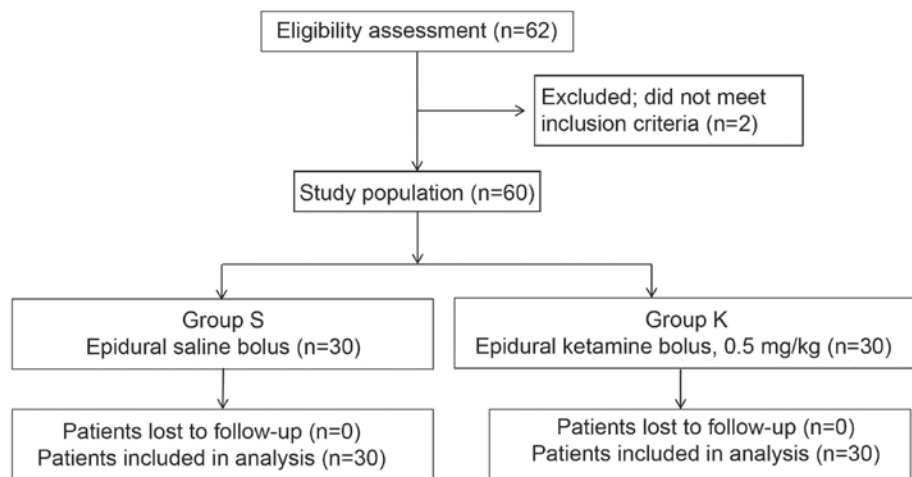 Eligibility assessment (n=62)
Excluded; did not meet
inclusion criteria (n=2)
Study population (n=60)
Group S
Epidural saline bolus (n=30)
Group K
Epidural ketamine bolus, 0.5 mg/kg (n=30)
Patients lost to follow-up (n=0)
Patients included in analysis (n=30)
Patients lost to follow-up (n=0)
Patients included in analysis (n=30)